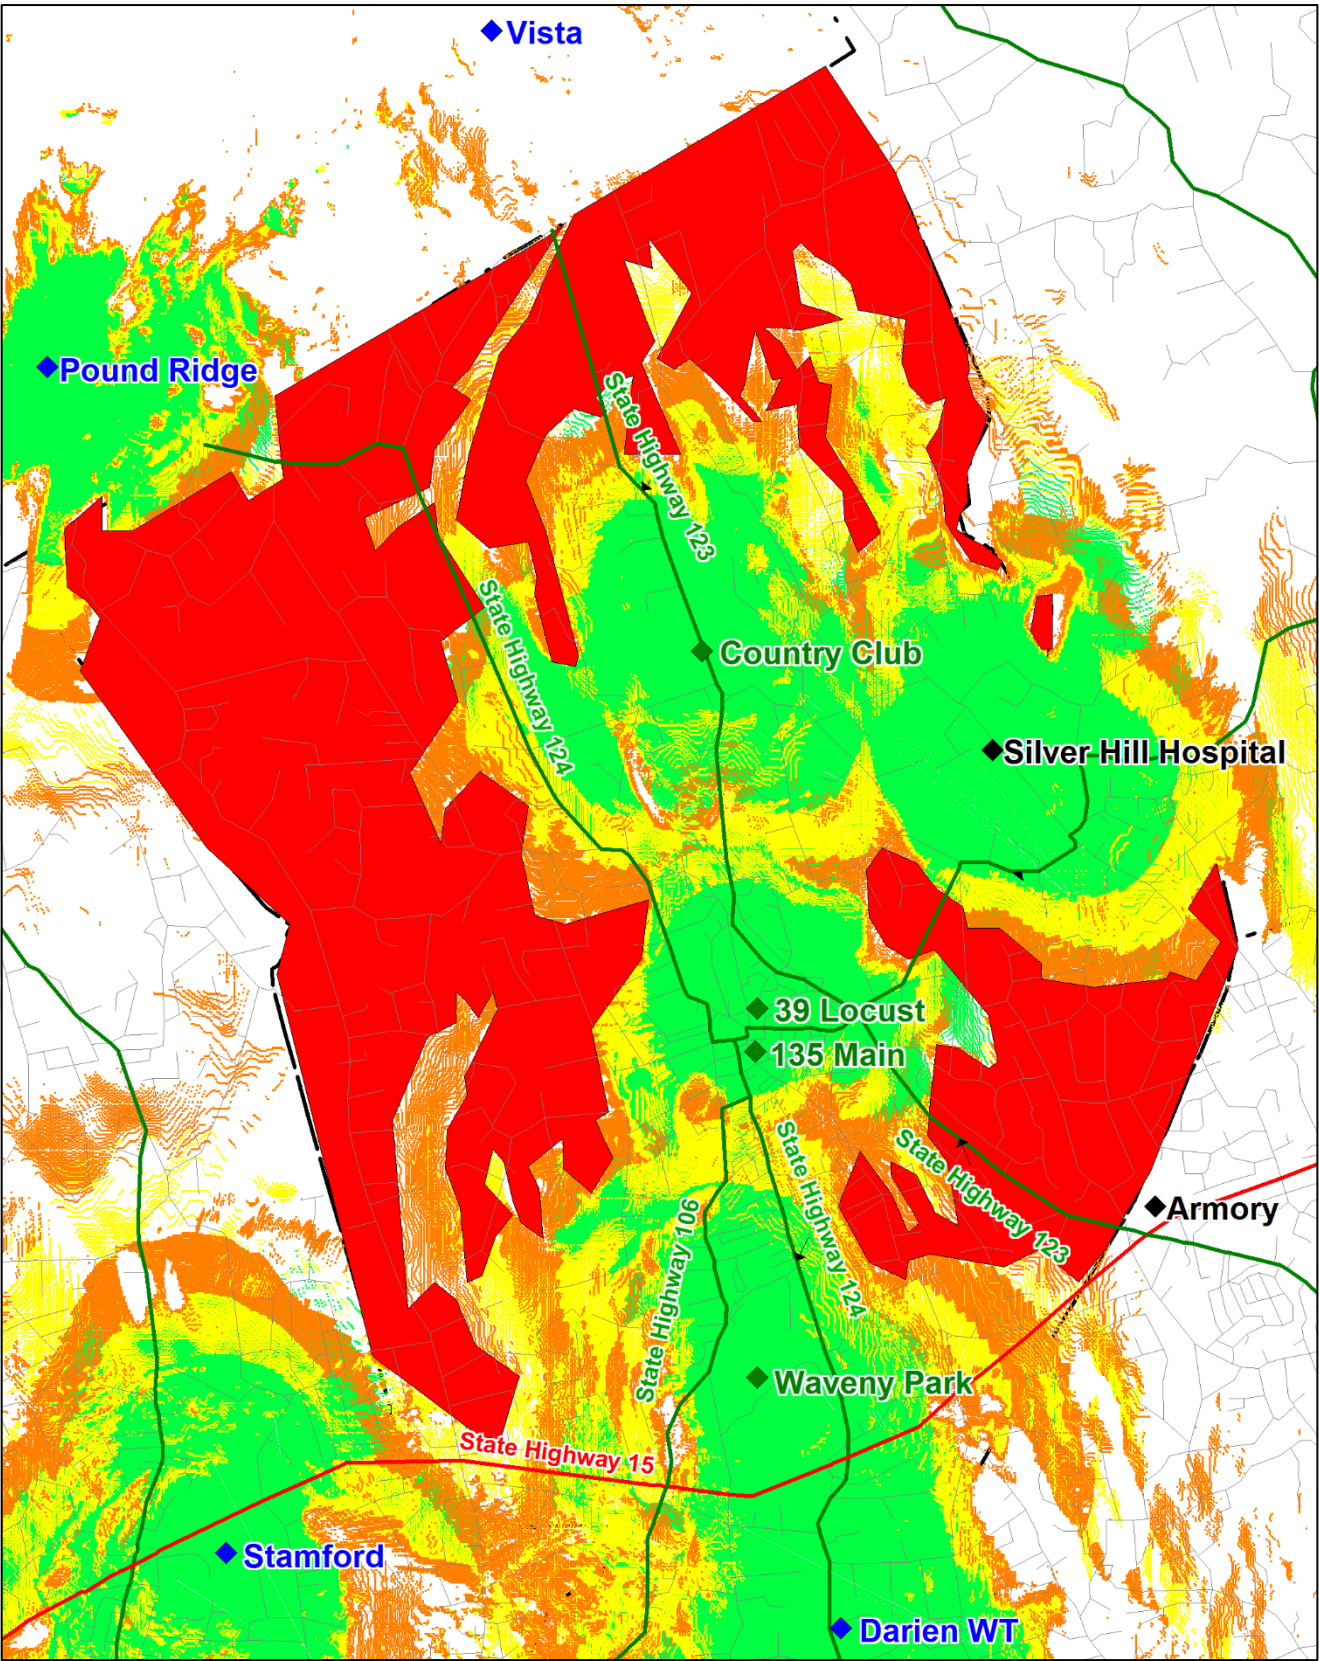 Vista
Pound Ridge
State Highway 123
State Highway 124
Country Club
Silver Hill Hospital
39 Locust
135 Main
State Highway 124
State Highway 123
State Highway 106
Armory
Waveny Park
State Highway 15
Stamford
Darien WT